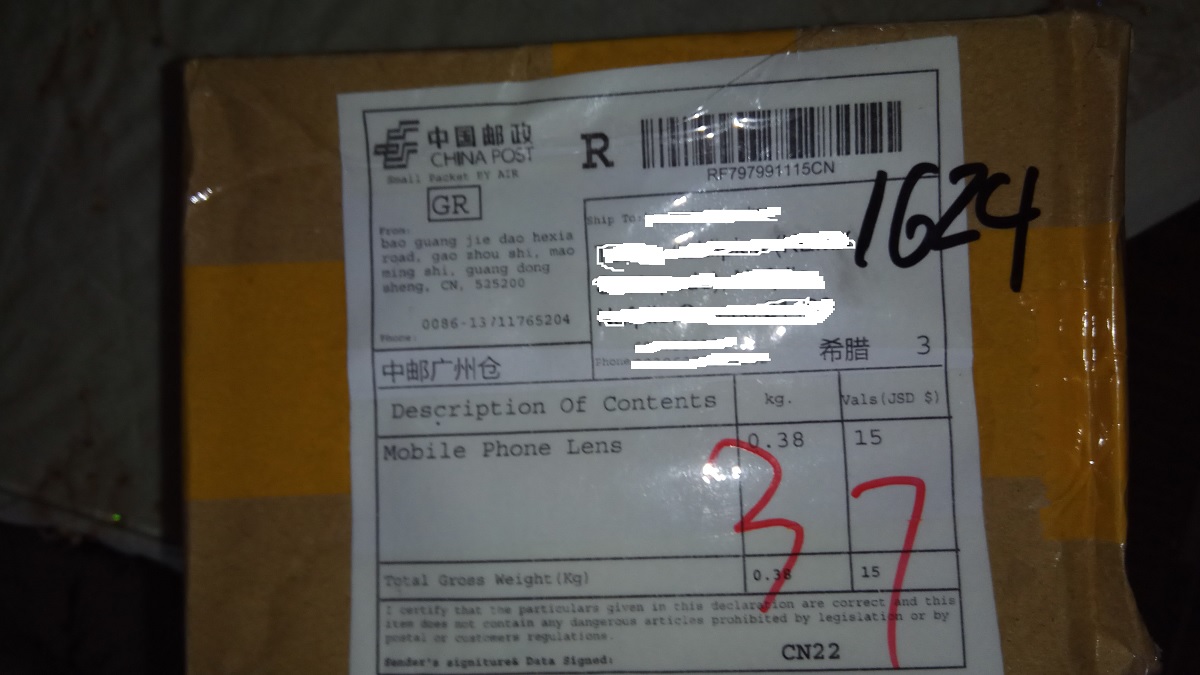 中国邮政
CHINA POST
Small Packet BY AIR
GR
R
RF797991115CN
1624
From:
bao guang jie dao hexia
road, gao zhou shi, mao
ming shi, guang dong
sheng, CN, 525200
0086-13711765204
Phone:
Ship To:
Phone
希腊 3
中邮广州仓
Description Of Contents kg. Vals(JSD $)
Mobile Phone Lens 0.38 15
37
Total Gross Weight(Kg) 0.38 15
I certify that the particulars given in this declaration are correct and this
item does not contain any dangerous articles prohibited by legislation or by
postal or customers regulations.
Sender's signiture& Data Signed: CN22